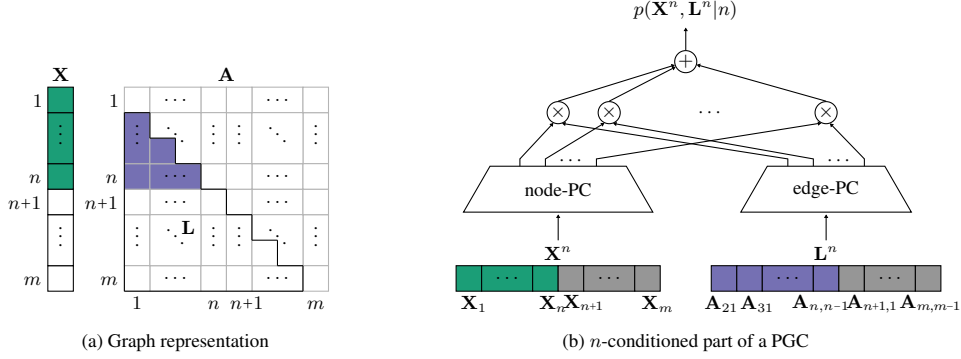 p(X^n, L^n|n)
X
A
1
n
n+1
m
1
n
n+1
m
L
1
n
n+1
m
+
× × ... ×
node-PC
edge-PC
X^n
L^n
X_1 X_n X_{n+1} X_m
A_{21} A_{31} A_{n,n−1} A_{n+1,1} A_{m,m−1}
(a) Graph representation
(b) n-conditioned part of a PGC